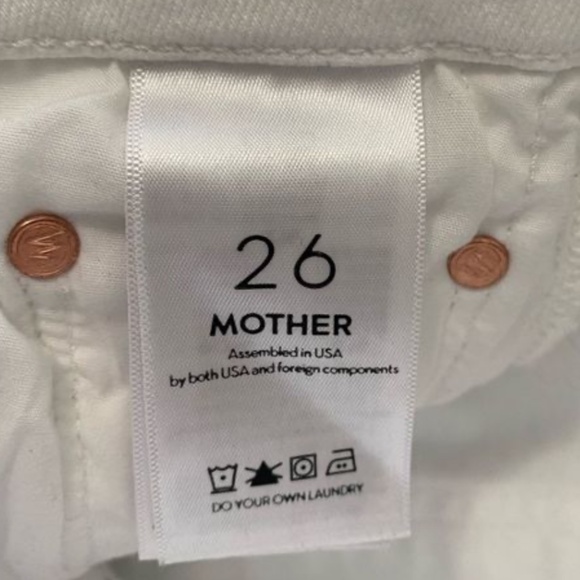 26
MOTHER
Assembled in USA
by both USA and foreign components
DO YOUR OWN LAUNDRY